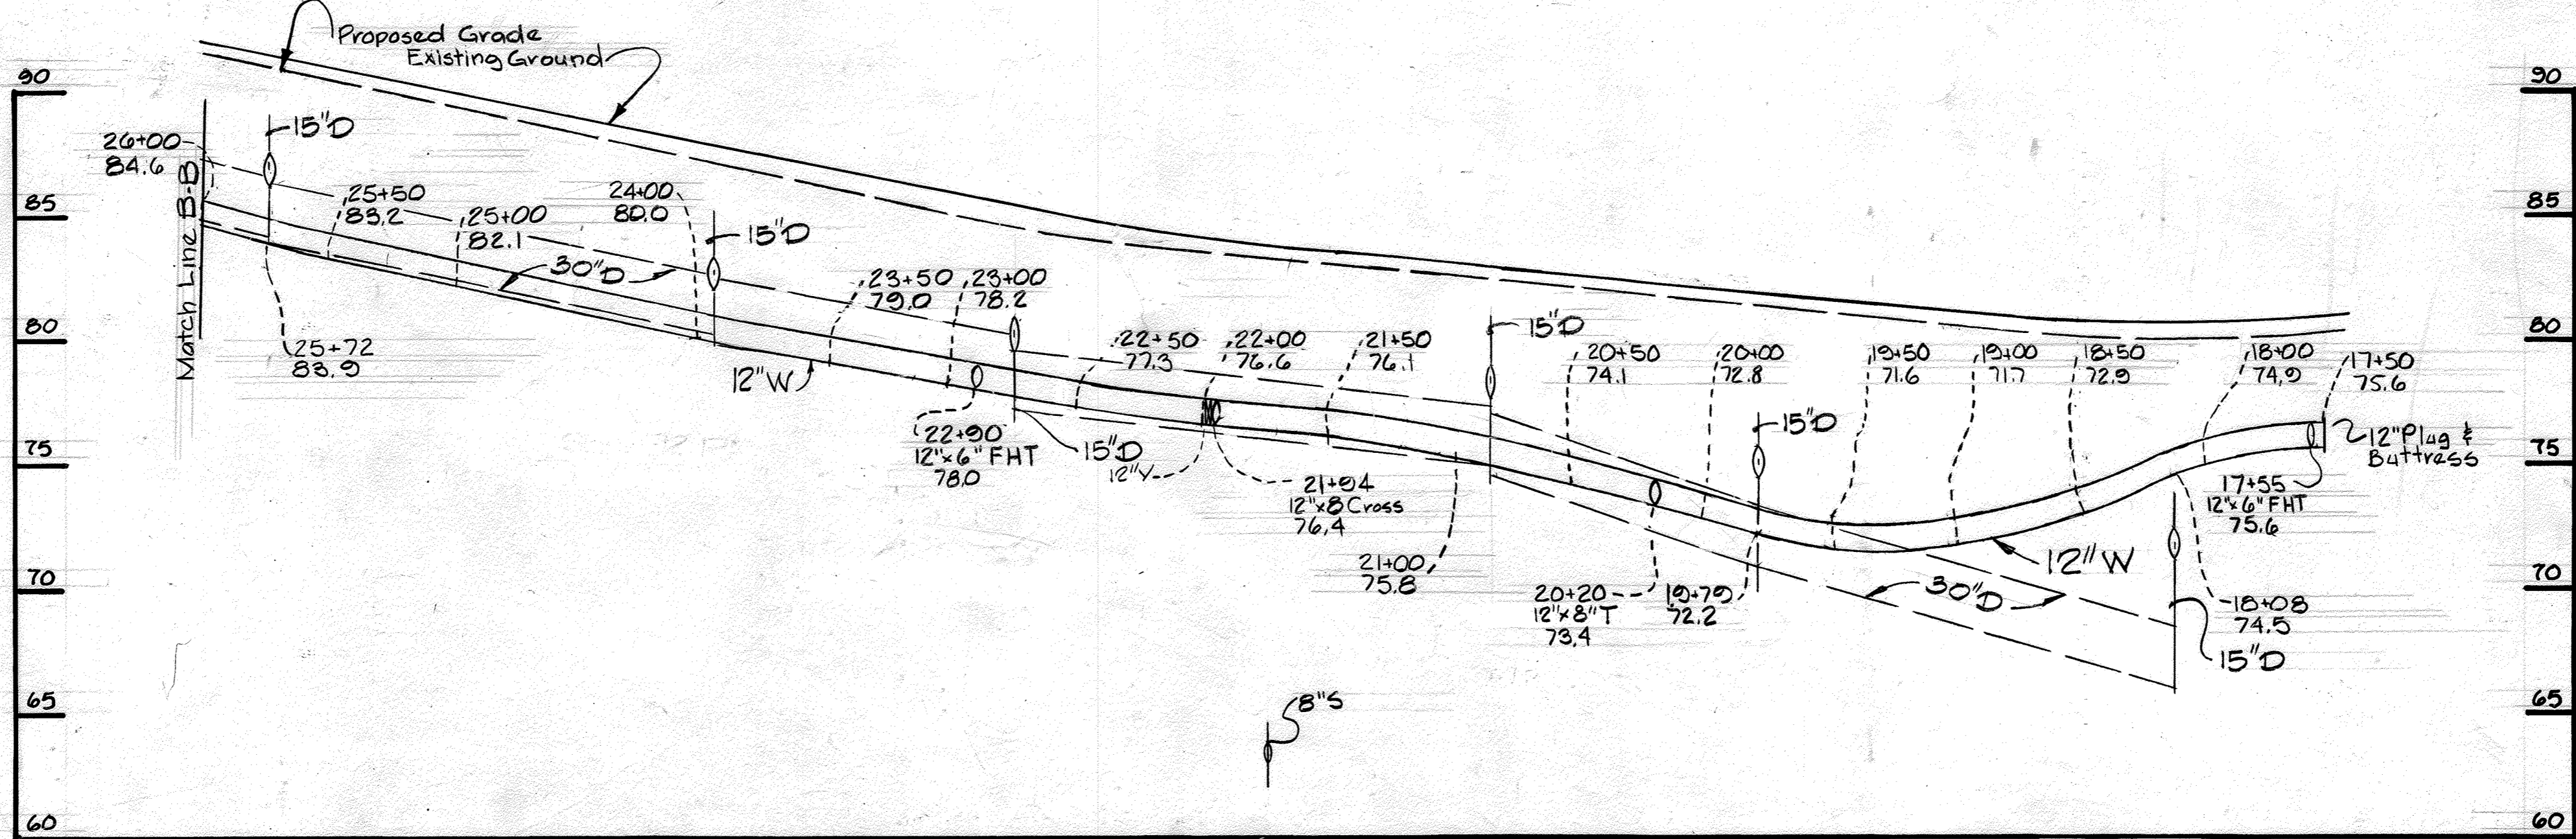 Proposed Grade
Existing Ground
90
85
80
75
70
65
60
90
85
80
75
70
65
60
Match Line B-B
26+00
84.6
15"D
25+50
83.2
25+00
82.1
24+00
80.0
15"D
30"D
25+72
83.9
23+50
79.0
23+00
78.2
12"W
22+90
12"x6" FHT
78.0
15"D
22+50
77.3
22+00
76.6
21+50
76.1
12"V
21+94
12"x8 Cross
76.4
21+00
75.8
15"D
20+50
74.1
20+00
72.8
15"D
19+50
71.6
19+00
71.7
18+50
72.9
18+00
74.9
17+50
75.6
12" Plug &
Buttress
17+55
12"x6" FHT
75.6
12"W
30"D
20+20
12"x8"T
73.4
19+79
72.2
18+08
74.5
15"D
8"S